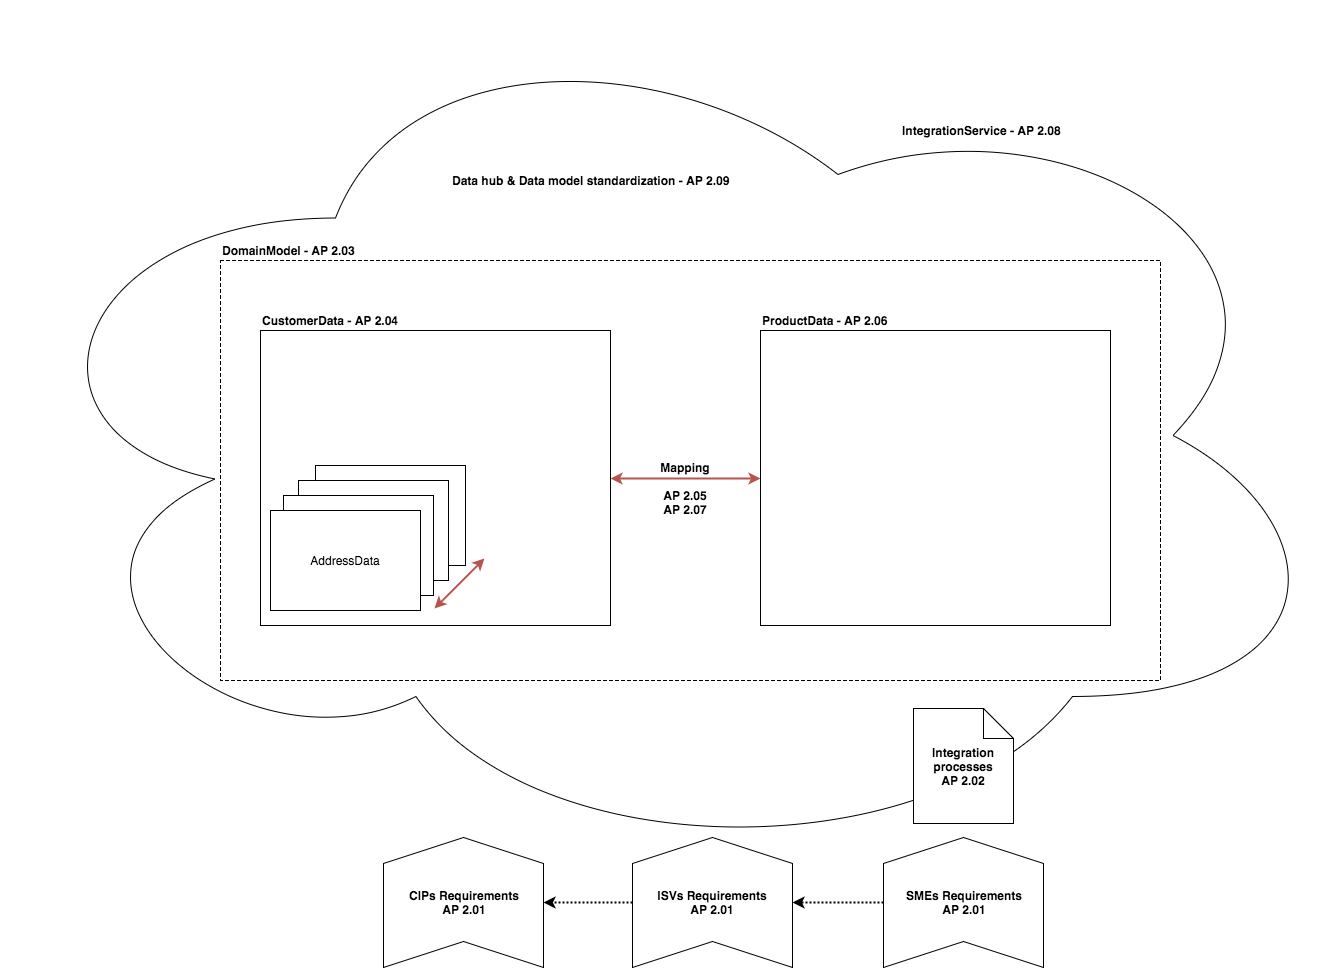 IntegrationService - AP 2.08
Data hub & Data model standardization - AP 2.09
DomainModel - AP 2.03
CustomerData - AP 2.04
ProductData - AP 2.06
Mapping
AP 2.05
AP 2.07
AddressData
Integration
processes
AP 2.02
CIPs Requirements
AP 2.01
ISVs Requirements
AP 2.01
SMEs Requirements
AP 2.01